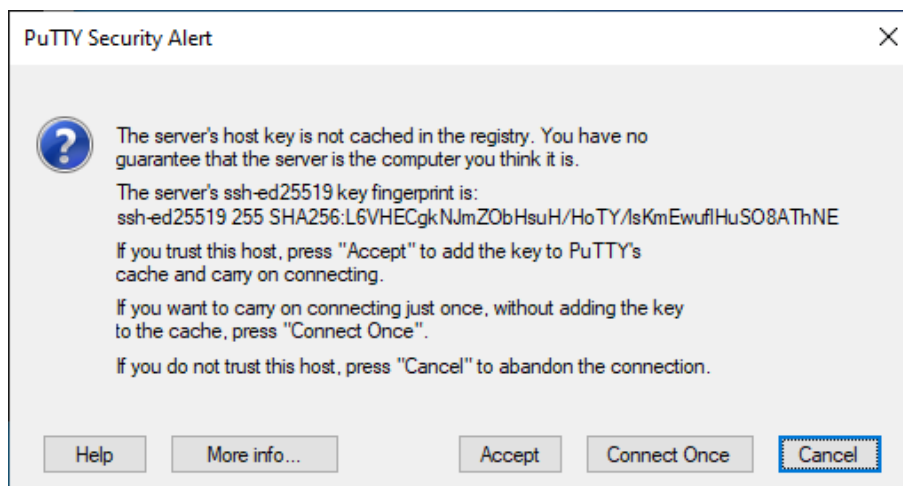 PuTTY Security Alert
The server's host key is not cached in the registry. You have no
guarantee that the server is the computer you think it is.
The server's ssh-ed25519 key fingerprint is:
ssh-ed25519 255 SHA256:L6VHECgkNJmZObHsuH/HoTY/IsKmEwuflHuSO8AThNE
If you trust this host, press "Accept" to add the key to PuTTY's
cache and carry on connecting.
If you want to carry on connecting just once, without adding the key
to the cache, press "Connect Once".
If you do not trust this host, press "Cancel" to abandon the connection.
Help More info... Accept Connect Once Cancel